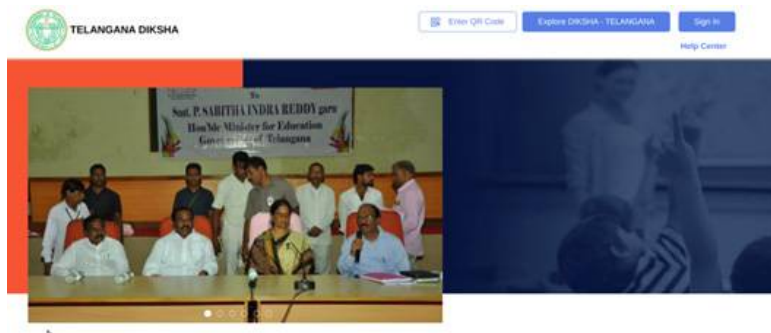 TELANGANA DIKSHA
Enter QR Code
Explore DIKSHA - TELANGANA
Sign In
Help Center
To
Smt. P. SABITHA INDRA REDDY garu
Hon'ble Minister for Education
Government of Telangana